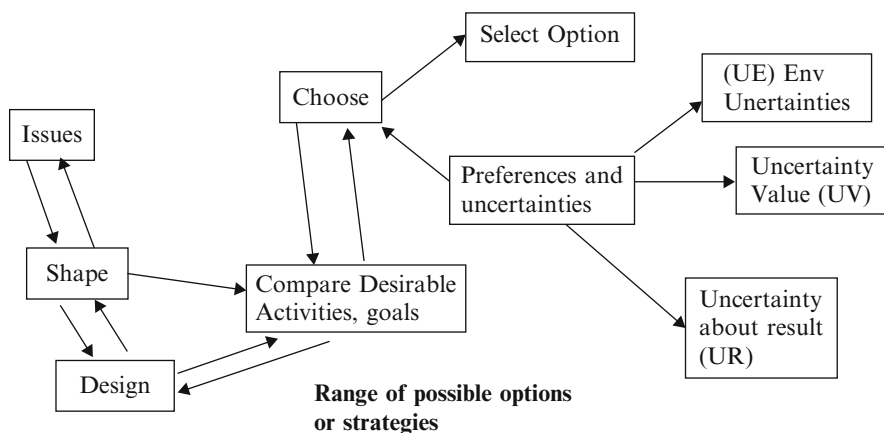 Select Option
(UE) Env
Unertainties
Choose
Issues
Preferences and
uncertainties
Uncertainty
Value (UV)
Shape
Compare Desirable
Activities, goals
Uncertainty
about result
(UR)
Design
Range of possible options
or strategies